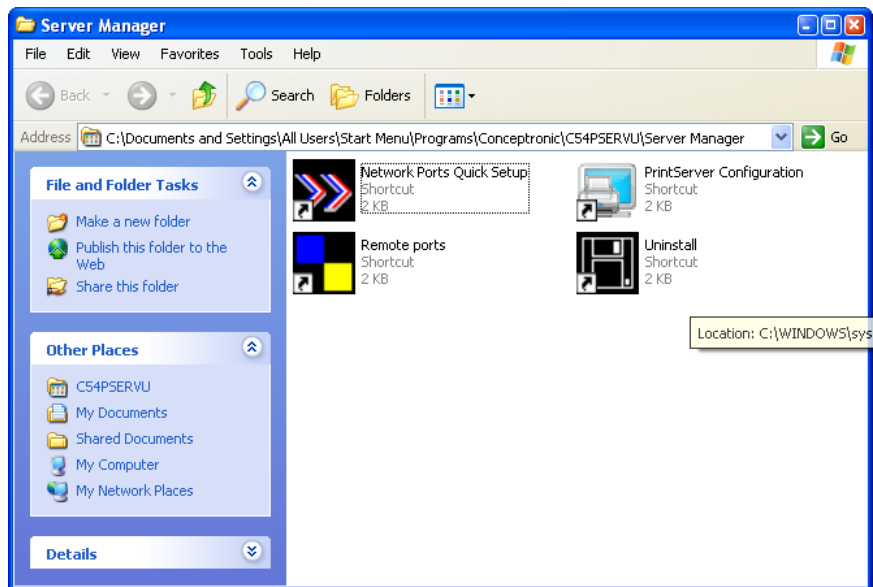 Server Manager
File Edit View Favorites Tools Help
Back Search Folders
Address C:\Documents and Settings\All Users\Start Menu\Programs\Conceptronic\C54PSERVU\Server Manager Go
File and Folder Tasks
Make a new folder
Publish this folder to the
Web
Share this folder
Other Places
C54PSERVU
My Documents
Shared Documents
My Computer
My Network Places
Details
Network Ports Quick Setup
Shortcut
2 KB
PrintServer Configuration
Shortcut
2 KB
Remote ports
Shortcut
2 KB
Uninstall
Shortcut
2 KB
Location: C:\WINDOWS\sys